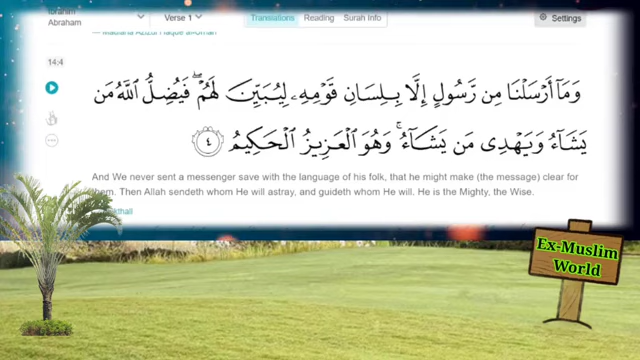 Ibrahim
Abraham
Verse 1
Translations
Reading
Surah Info
Settings
14:4
وَمَآ أَرْسَلْنَا مِن رَّسُولٍ إِلَّا بِلِسَانِ قَوْمِهِۦ لِيُبَيِّنَ لَهُمْ ۖ فَيُضِلُّ ٱللَّهُ مَن
يَشَآءُ وَيَهْدِى مَن يَشَآءُ ۚ وَهُوَ ٱلْعَزِيزُ ٱلْحَكِيمُ ٤
And We never sent a messenger save with the language of his folk, that he might make (the message) clear for
them. Then Allah sendeth whom He will astray, and guideth whom He will. He is the Mighty, the Wise.
Ex-Muslim
World